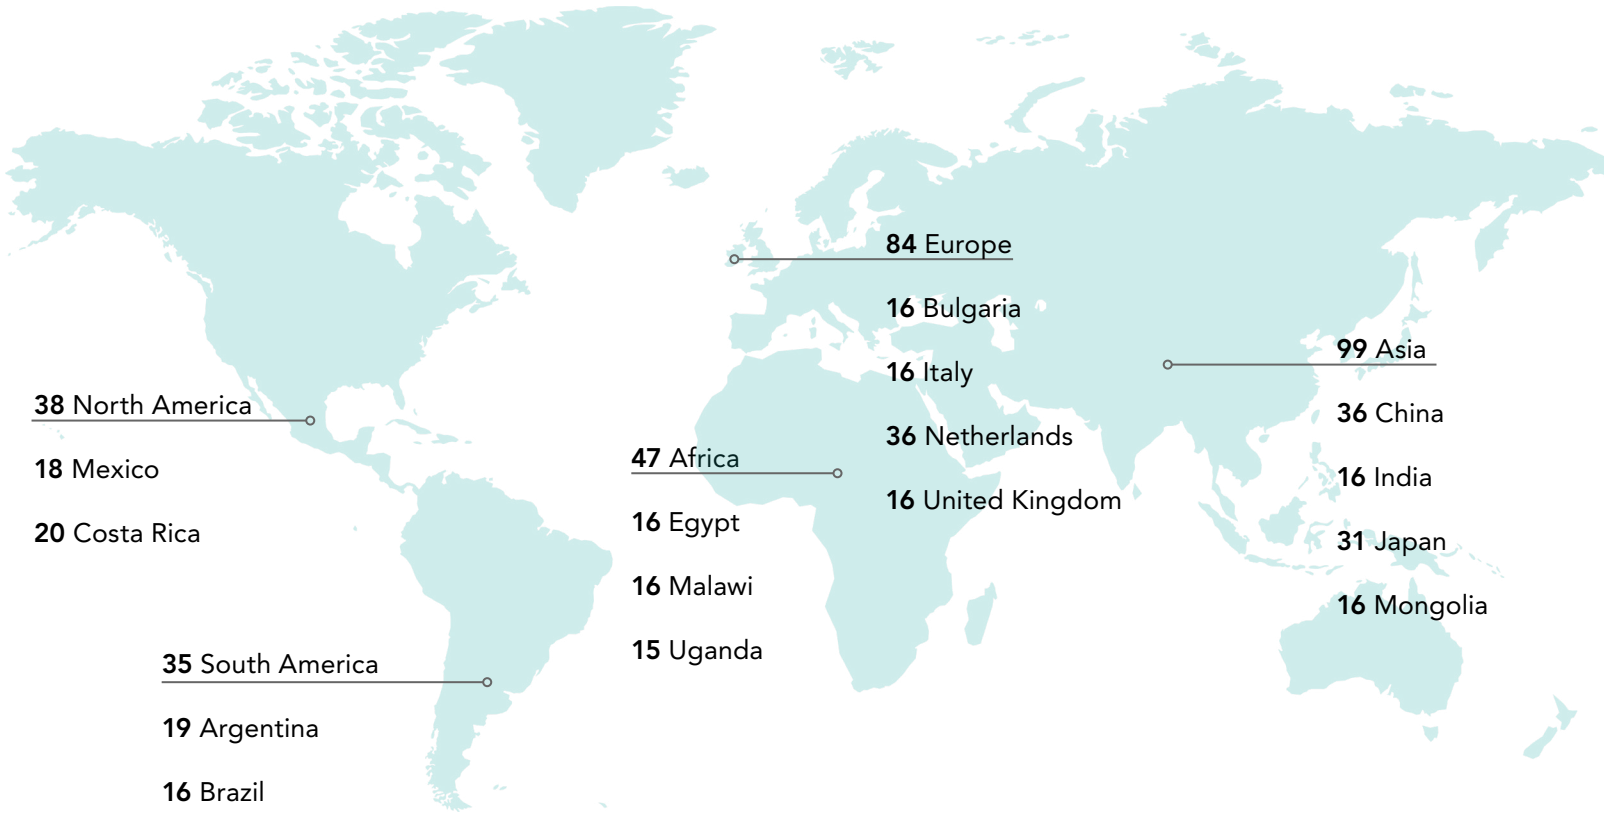 38 North America
18 Mexico
20 Costa Rica
35 South America
19 Argentina
16 Brazil
47 Africa
16 Egypt
16 Malawi
15 Uganda
84 Europe
16 Bulgaria
16 Italy
36 Netherlands
16 United Kingdom
99 Asia
36 China
16 India
31 Japan
16 Mongolia